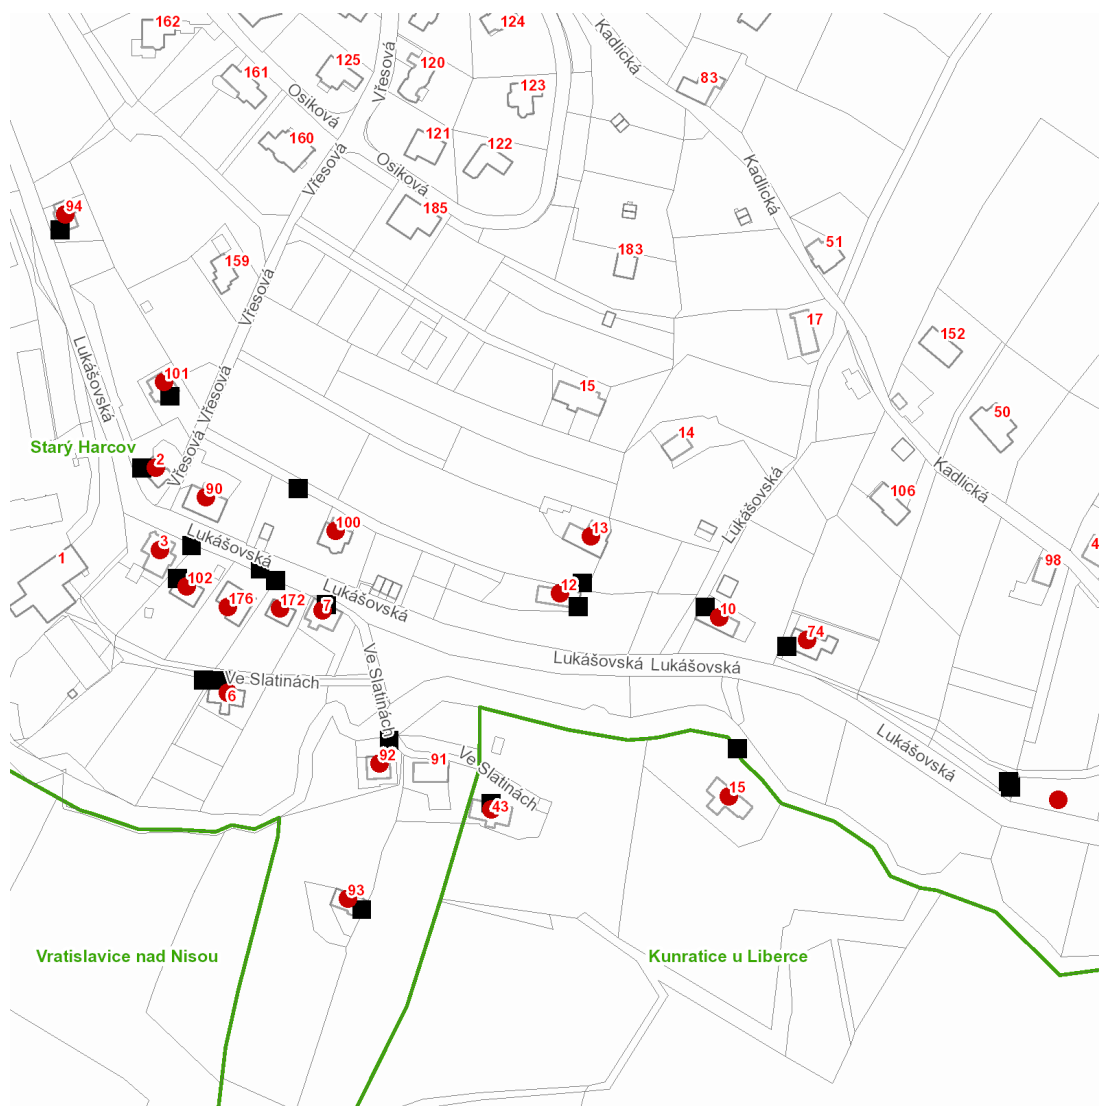 162
124
Kadlická
125
120
Vřesová
161
83
123
Osiková
160
121
122
Vřesová
Osiková
Kadlická
94
185
51
183
159
Vřesová
17
152
Lukášovská
101
15
Vřesová
50
14
Starý Harcov
2
Vřesová
Kadlická
90
106
Lukášovská
100
13
3
Lukášovská
1
4
98
102
12
Lukášovská
176
172
7
10
74
Lukášovská
Lukášovská
Ve Slatinách
6
Ve Slatinách
92
91
Ve Slatinách
Lukášovská
15
43
93
Vratislavice nad Nisou
Kunratice u Liberce